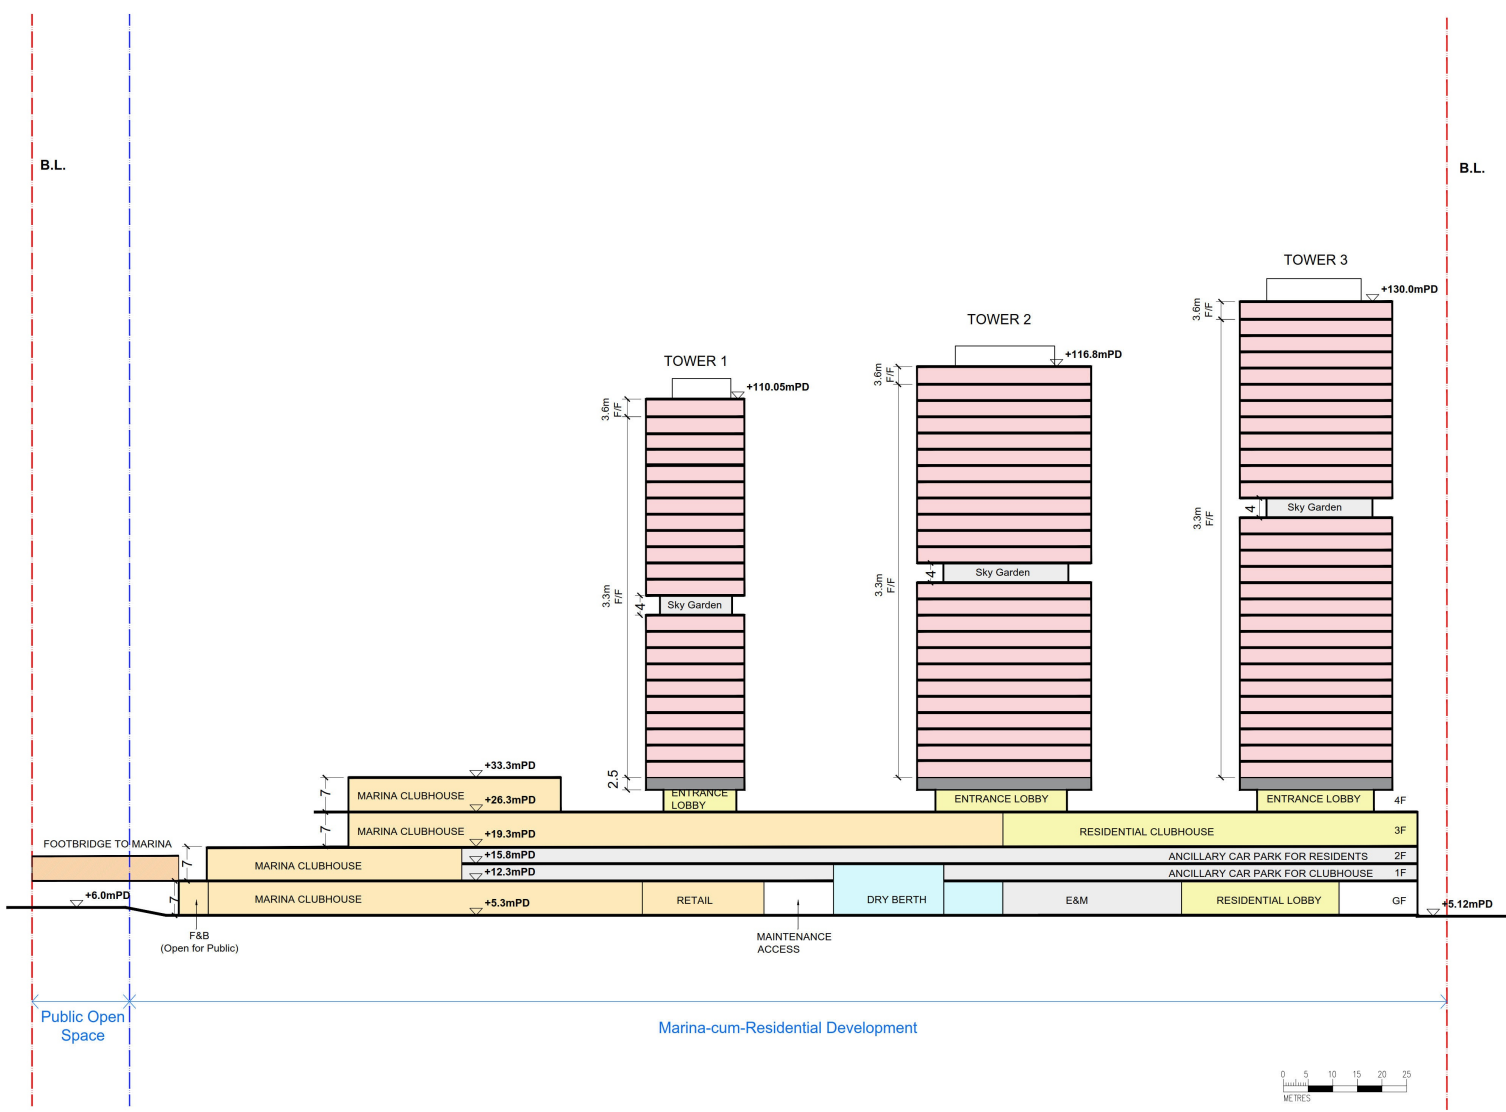 B.L.
B.L.
TOWER 3
+130.0mPD
3.6m
F/F
TOWER 2
+116.8mPD
3.6m
F/F
TOWER 1
+110.05mPD
3.6m
F/F
Sky Garden
4
3.3m
F/F
Sky Garden
4
3.3m
F/F
Sky Garden
4
3.3m
F/F
2.5
+33.3mPD
7
MARINA CLUBHOUSE
+26.3mPD
ENTRANCE
LOBBY
ENTRANCE LOBBY
ENTRANCE LOBBY
4F
7
MARINA CLUBHOUSE
+19.3mPD
RESIDENTIAL CLUBHOUSE
3F
FOOTBRIDGE TO MARINA
7
MARINA CLUBHOUSE
+15.8mPD
ANCILLARY CAR PARK FOR RESIDENTS
2F
+12.3mPD
ANCILLARY CAR PARK FOR CLUBHOUSE
1F
+6.0mPD
7
MARINA CLUBHOUSE
+5.3mPD
RETAIL
DRY BERTH
E&M
RESIDENTIAL LOBBY
GF
+5.12mPD
F&B
(Open for Public)
MAINTENANCE
ACCESS
Public Open
Space
Marina-cum-Residential Development
0 5 10 15 20 25
METRES